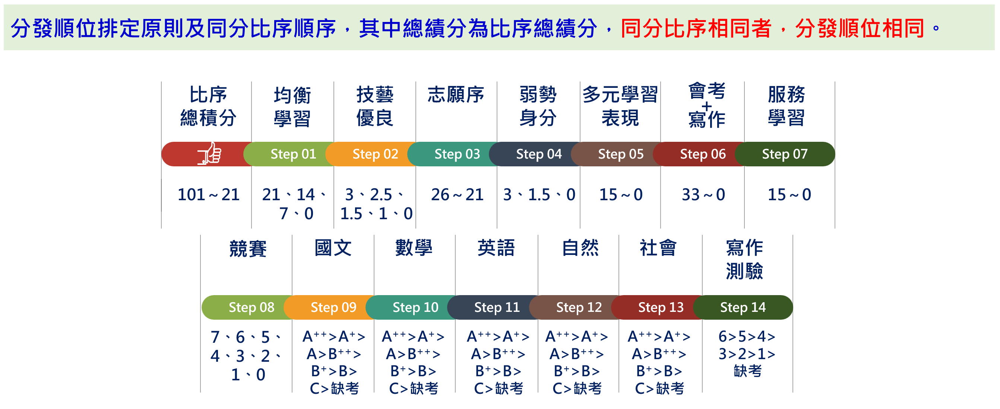 分發順位排定原則及同分比序順序，其中總績分為比序總績分，同分比序相同者，分發順位相同。
比序
總積分
均衡
學習
技藝
優良
志願序
弱勢
身分
多元學習
表現
會考
+
寫作
服務
學習
Step 01
Step 02
Step 03
Step 04
Step 05
Step 06
Step 07
101~21
21、14、
7、0
3、2.5、
1.5、1、0
26~21
3、1.5、0
15~0
33~0
15~0
競賽
國文
數學
英語
自然
社會
寫作
測驗
Step 08
Step 09
Step 10
Step 11
Step 12
Step 13
Step 14
7、6、5、
4、3、2、
1、0
A⁺⁺>A⁺>
A>B⁺⁺>
B⁺>B>
C>缺考
A⁺⁺>A⁺>
A>B⁺⁺>
B⁺>B>
C>缺考
A⁺⁺>A⁺>
A>B⁺⁺>
B⁺>B>
C>缺考
A⁺⁺>A⁺>
A>B⁺⁺>
B⁺>B>
C>缺考
A⁺⁺>A⁺>
A>B⁺⁺>
B⁺>B>
C>缺考
6>5>4>
3>2>1>
缺考